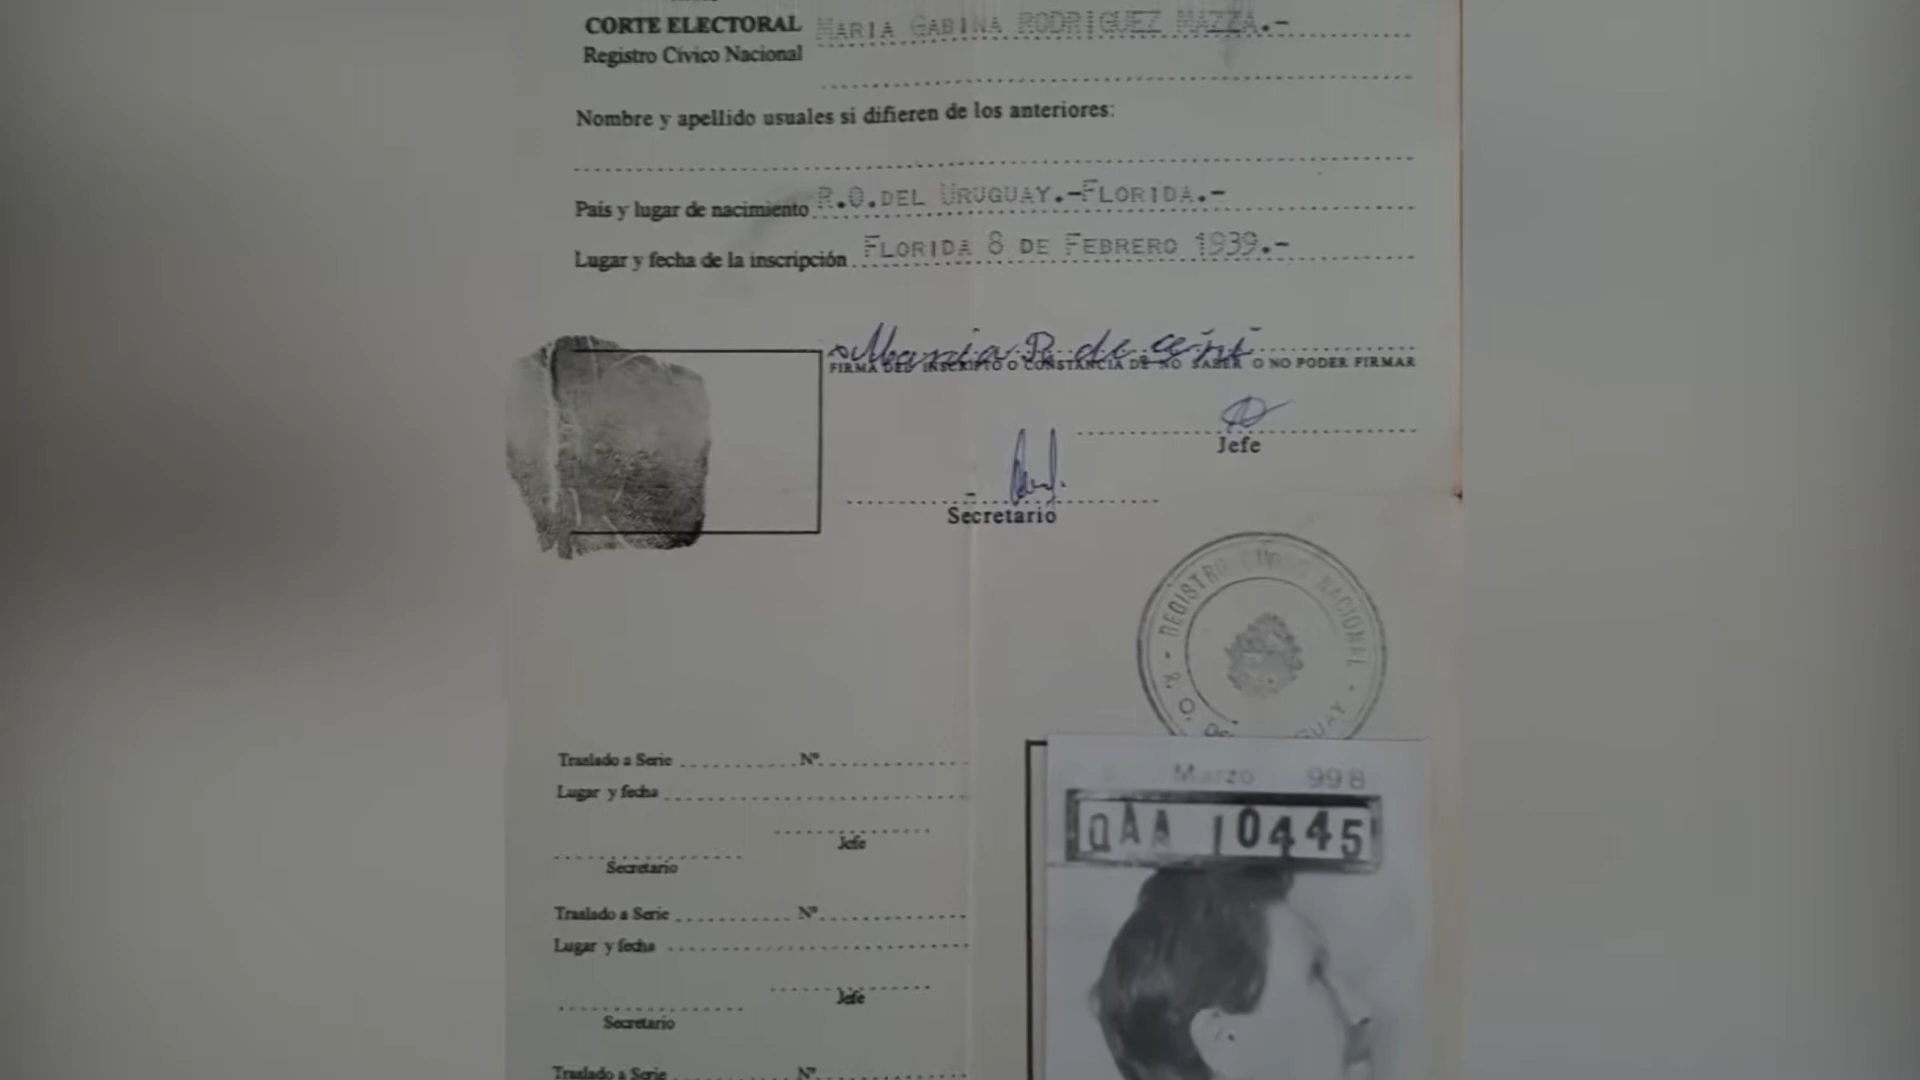 CORTE ELECTORAL MARIA GABINA RODRIGUEZ MAZZA.-
Registro Cívico Nacional
Nombre y apellido usuales si difieren de los anteriores:
País y lugar de nacimiento R.O.DEL URUGUAY.-FLORIDA.-
Lugar y fecha de la inscripción FLORIDA 8 DE FEBRERO 1939.-
Maria R. de
FIRMA DEL INSCRIPTO O CONSTANCIA DE NO SABER O NO PODER FIRMAR
Jefe
Secretario
REGISTRO CIVICO NACIONAL
R. O. DEL URUGUAY
Traslado a Serie Nº
Lugar y fecha
Jefe
Secretario
Marzo 998
QAA 10445
Traslado a Serie Nº
Lugar y fecha
Jefe
Secretario
Traslado a Serie Nº